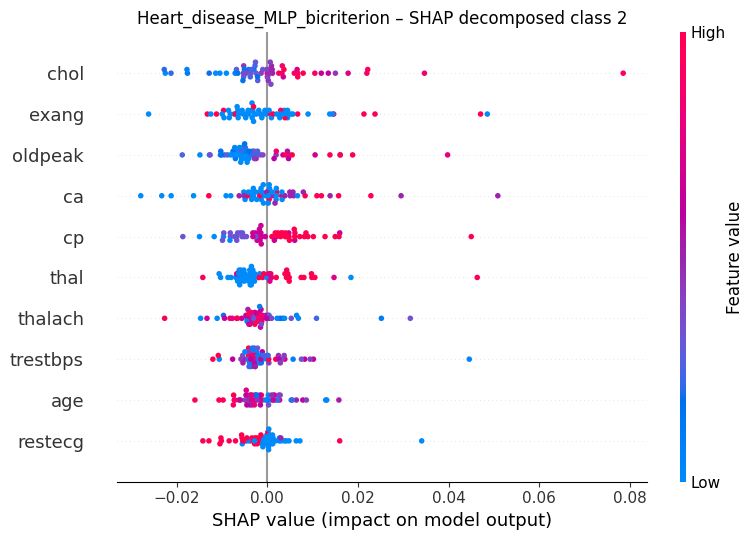 Heart_disease_MLP_bicriterion – SHAP decomposed class 2
High
chol
exang
oldpeak
ca
cp
thal
thalach
trestbps
age
restecg
Feature value
Low
−0.02 0.00 0.02 0.04 0.06 0.08
SHAP value (impact on model output)